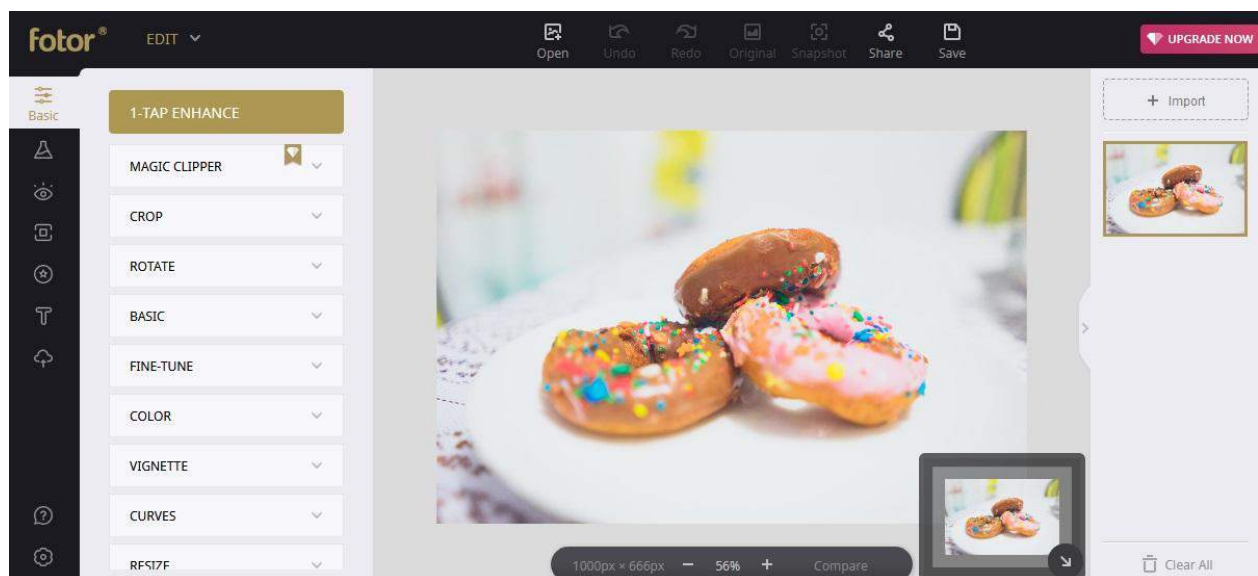 fotor®
EDIT
Open
Undo
Redo
Original
Snapshot
Share
Save
UPGRADE NOW
Basic
1-TAP ENHANCE
MAGIC CLIPPER
CROP
ROTATE
BASIC
FINE-TUNE
COLOR
VIGNETTE
CURVES
RESIZE
1000px × 666px
56%
Compare
Import
Clear All